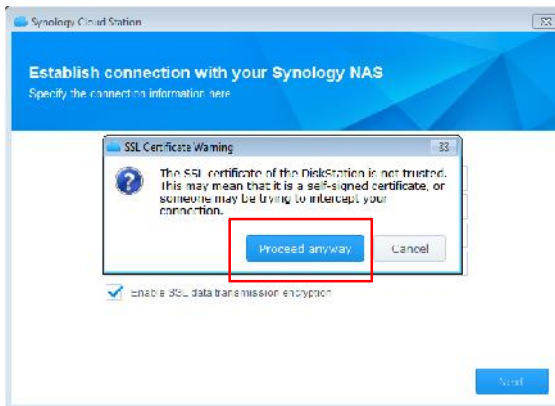 Synology Cloud Station
Establish connection with your Synology NAS
Specify the connection information here
SSL Certificate Warning
The SSL certificate of the DiskStation is not trusted.
This may mean that it is a self-signed certificate, or
someone may be trying to intercept your
connection.
Proceed anyway
Cancel
Enable SSL data transmission encryption
Next